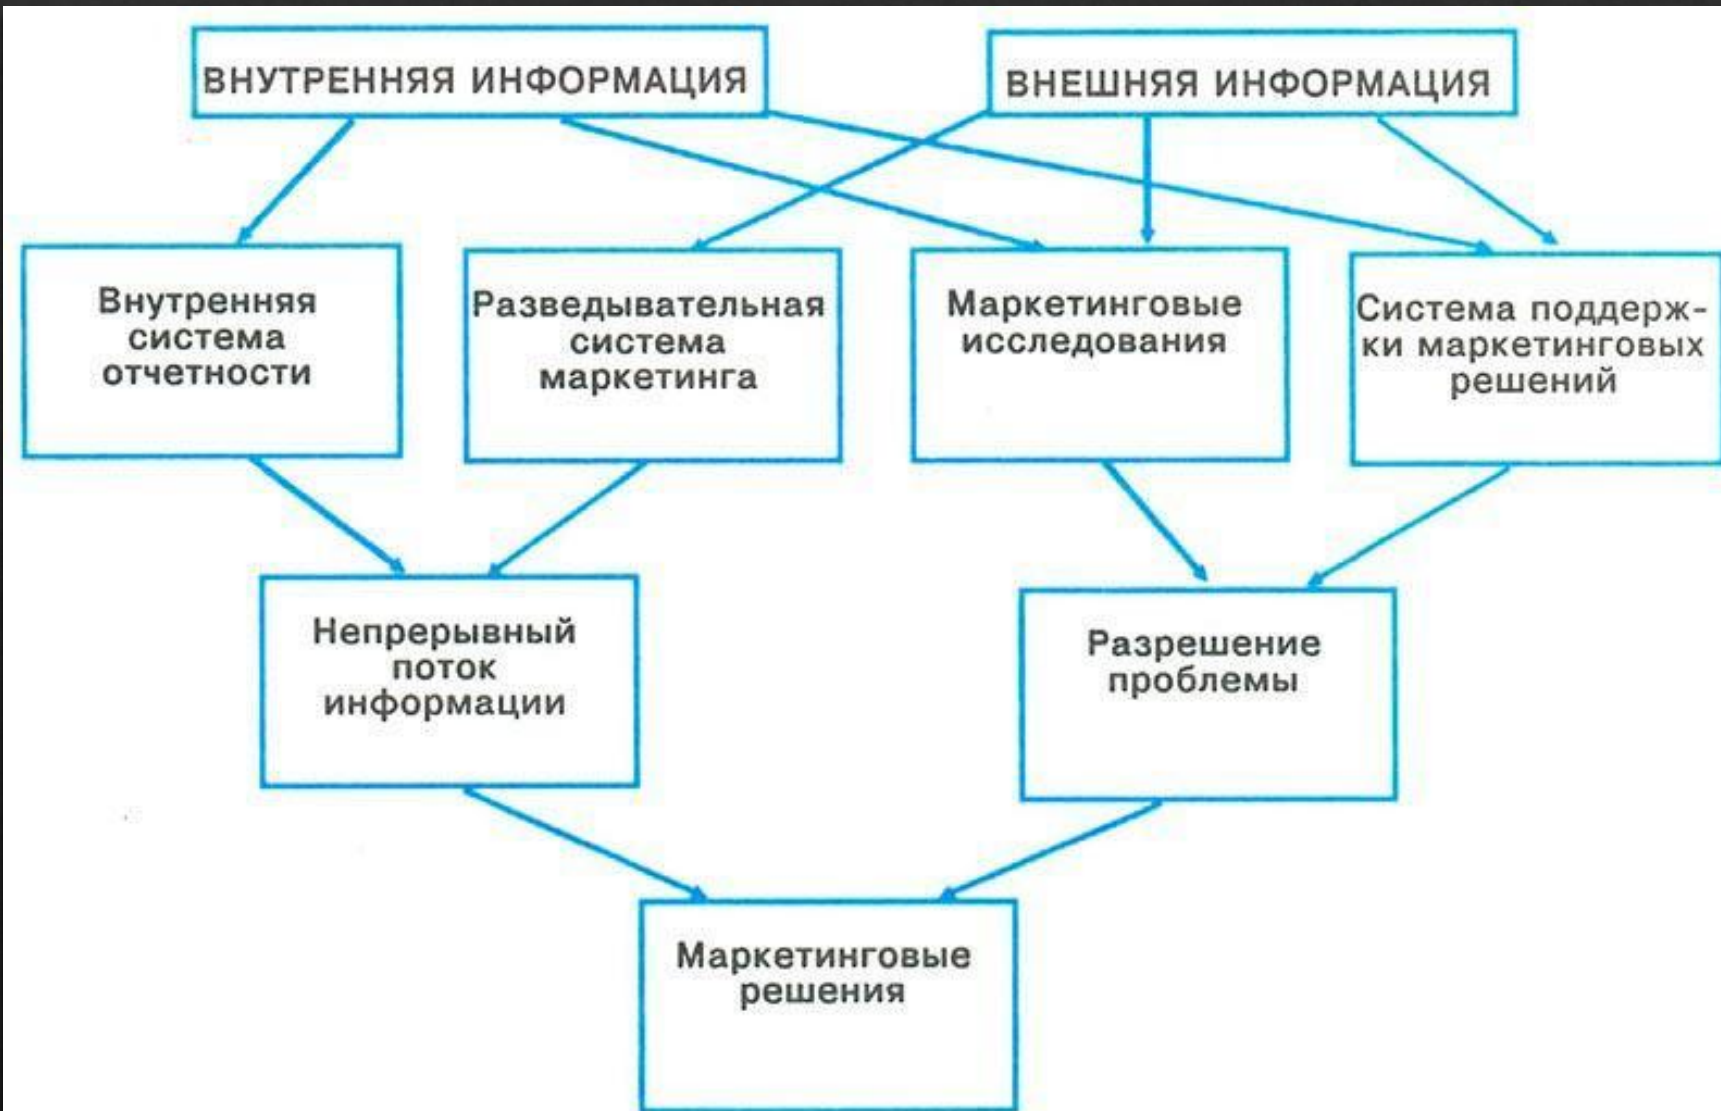 ВНУТРЕННЯЯ ИНФОРМАЦИЯ
ВНЕШНЯЯ ИНФОРМАЦИЯ
Внутренняя
система
отчетности
Разведывательная
система
маркетинга
Маркетинговые
исследования
Система поддерж-
ки маркетинговых
решений
Непрерывный
поток
информации
Разрешение
проблемы
Маркетинговые
решения